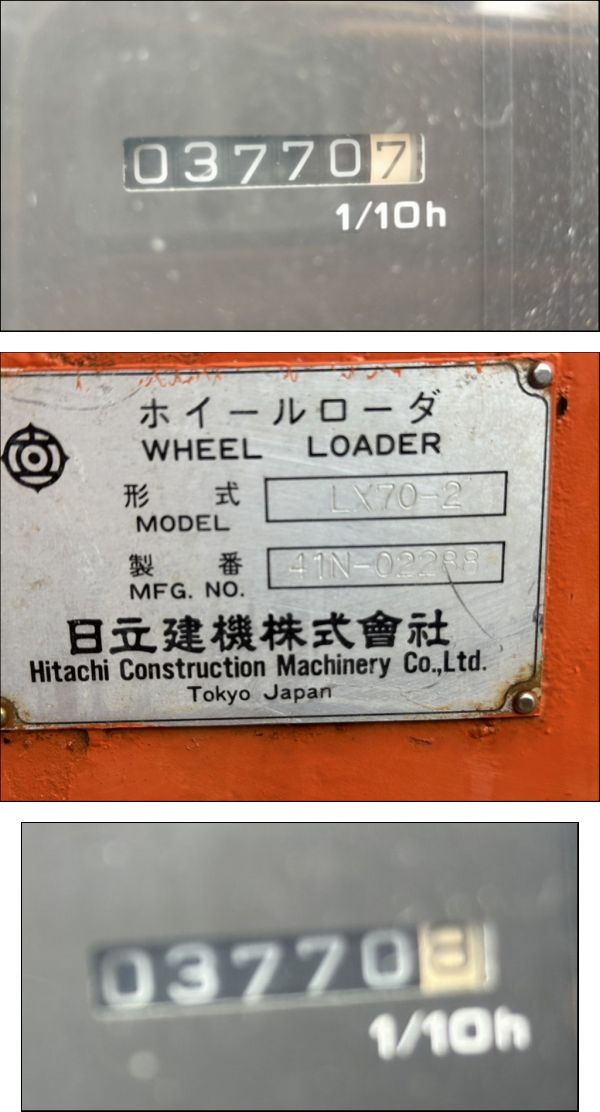 037707
1/10h
ホイールローダ
WHEEL LOADER
形 式 LX70-2
MODEL
製 番 41N-02288
MFG. NO.
日立建機株式會社
Hitachi Construction Machinery Co.,Ltd.
Tokyo Japan
037708
1/10h